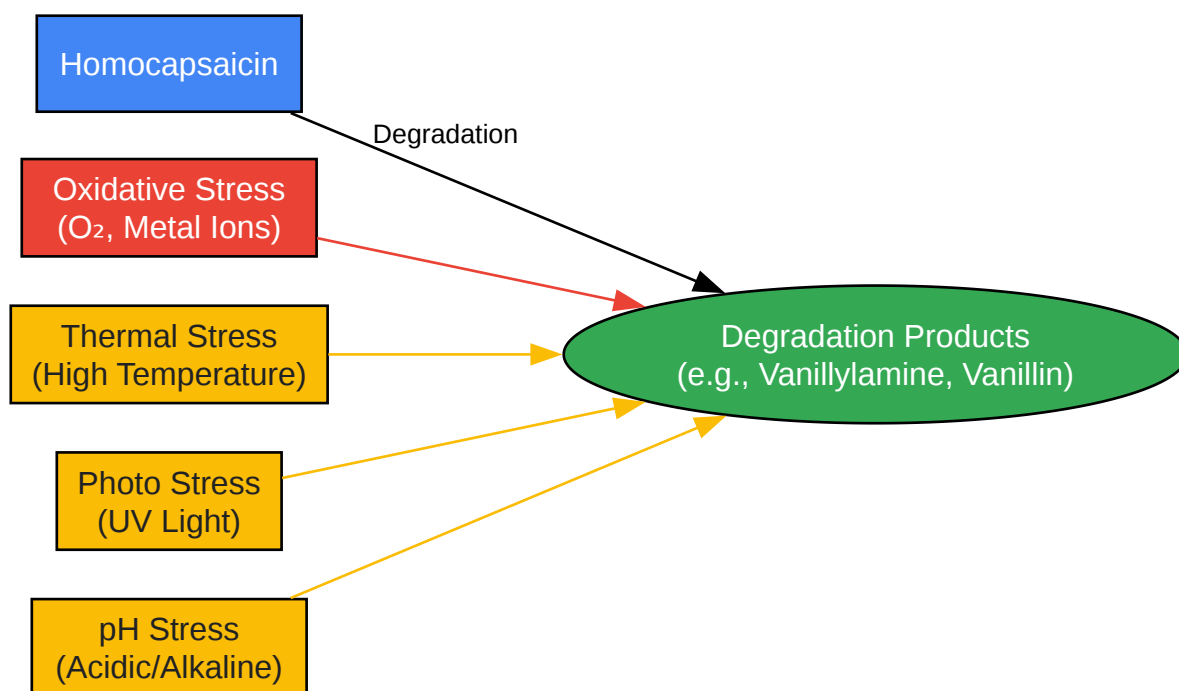 Homocapsaicin
Degradation
Oxidative Stress
(O₂, Metal Ions)
Thermal Stress
(High Temperature)
Degradation Products
(e.g., Vanillylamine, Vanillin)
Photo Stress
(UV Light)
pH Stress
(Acidic/Alkaline)